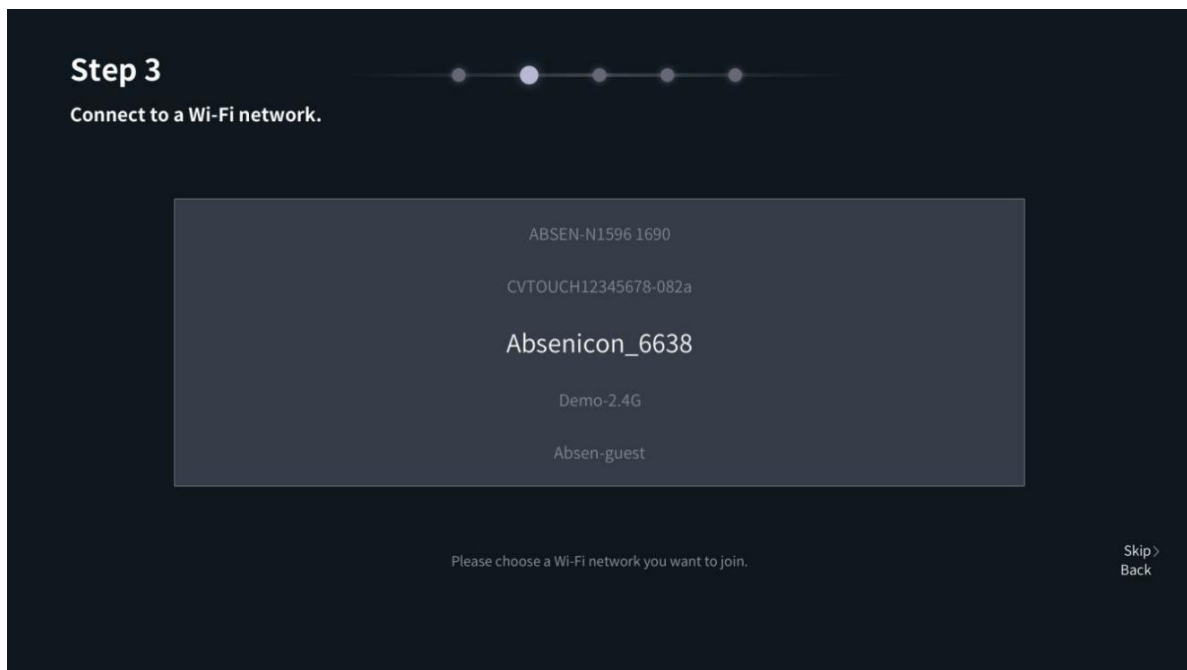 Step 3
Connect to a Wi-Fi network.
ABSEN-N1596 1690
CVTOUCH12345678-082a
Absenicon_6638
Demo-2.4G
Absen-guest
Please choose a Wi-Fi network you want to join.
Skip>
Back